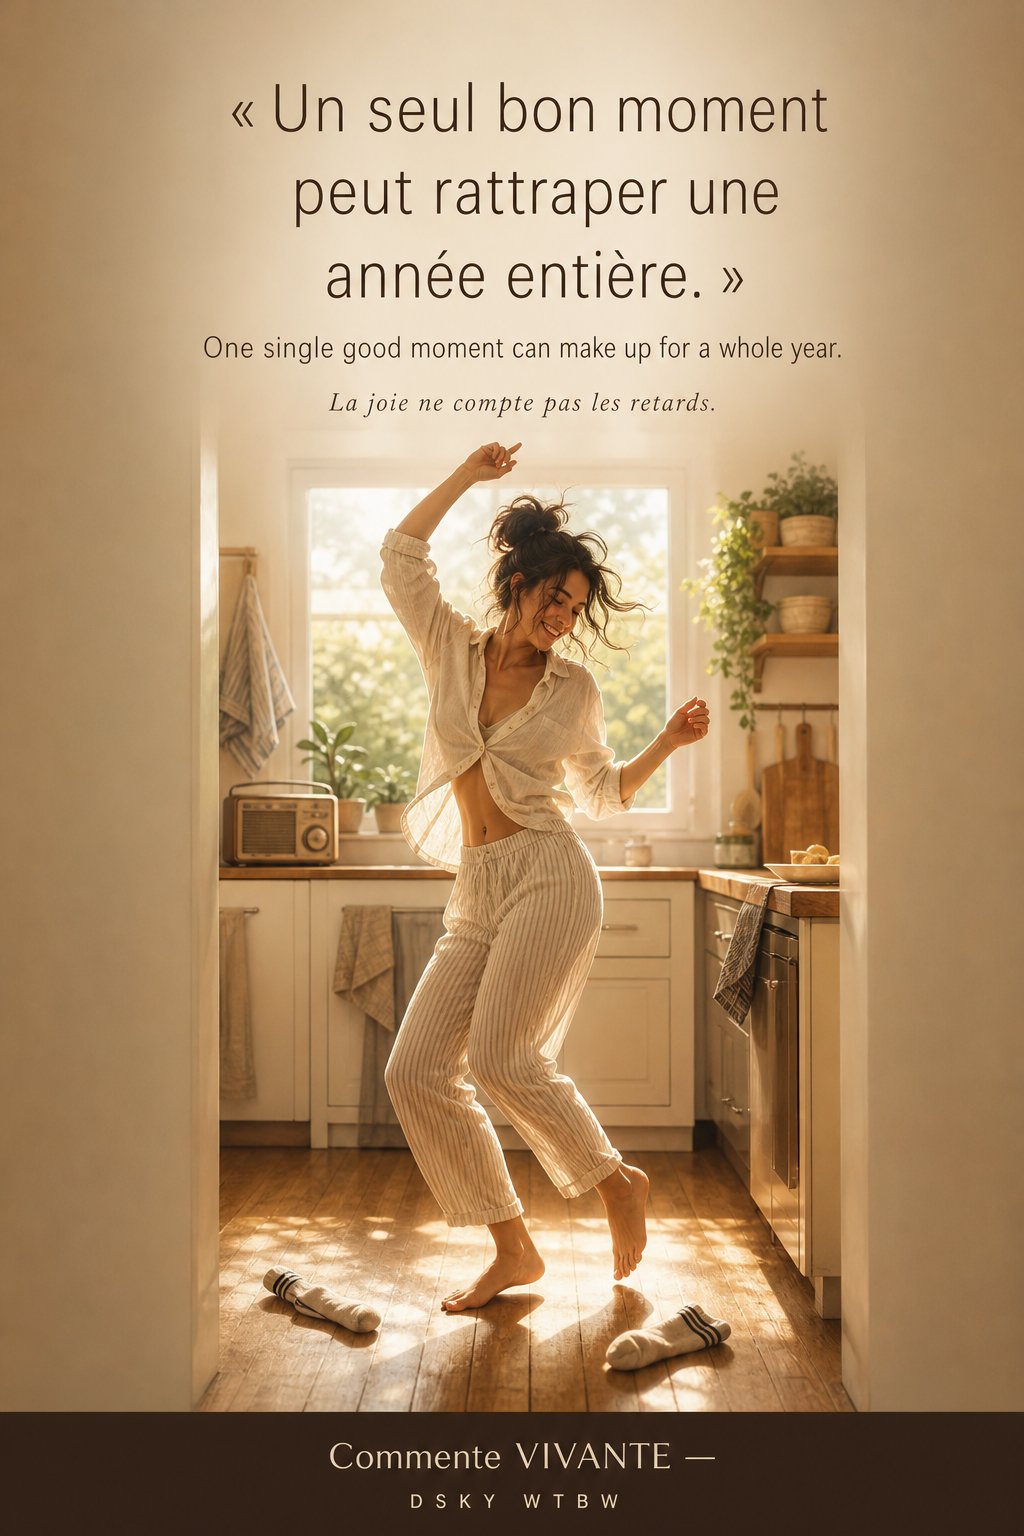 « Un seul bon moment
peut rattraper une
année entière. »
One single good moment can make up for a whole year.
La joie ne compte pas les retards.
Commente VIVANTE —
DSKY WTBW